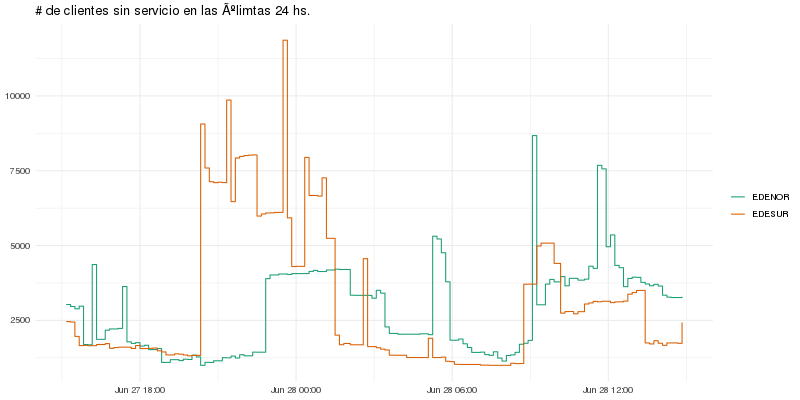 # de clientes sin servicio en las Ãºlimtas 24 hs.
10000
7500
5000
2500
Jun 27 18:00
Jun 28 00:00
Jun 28 06:00
Jun 28 12:00
EDENOR
EDESUR